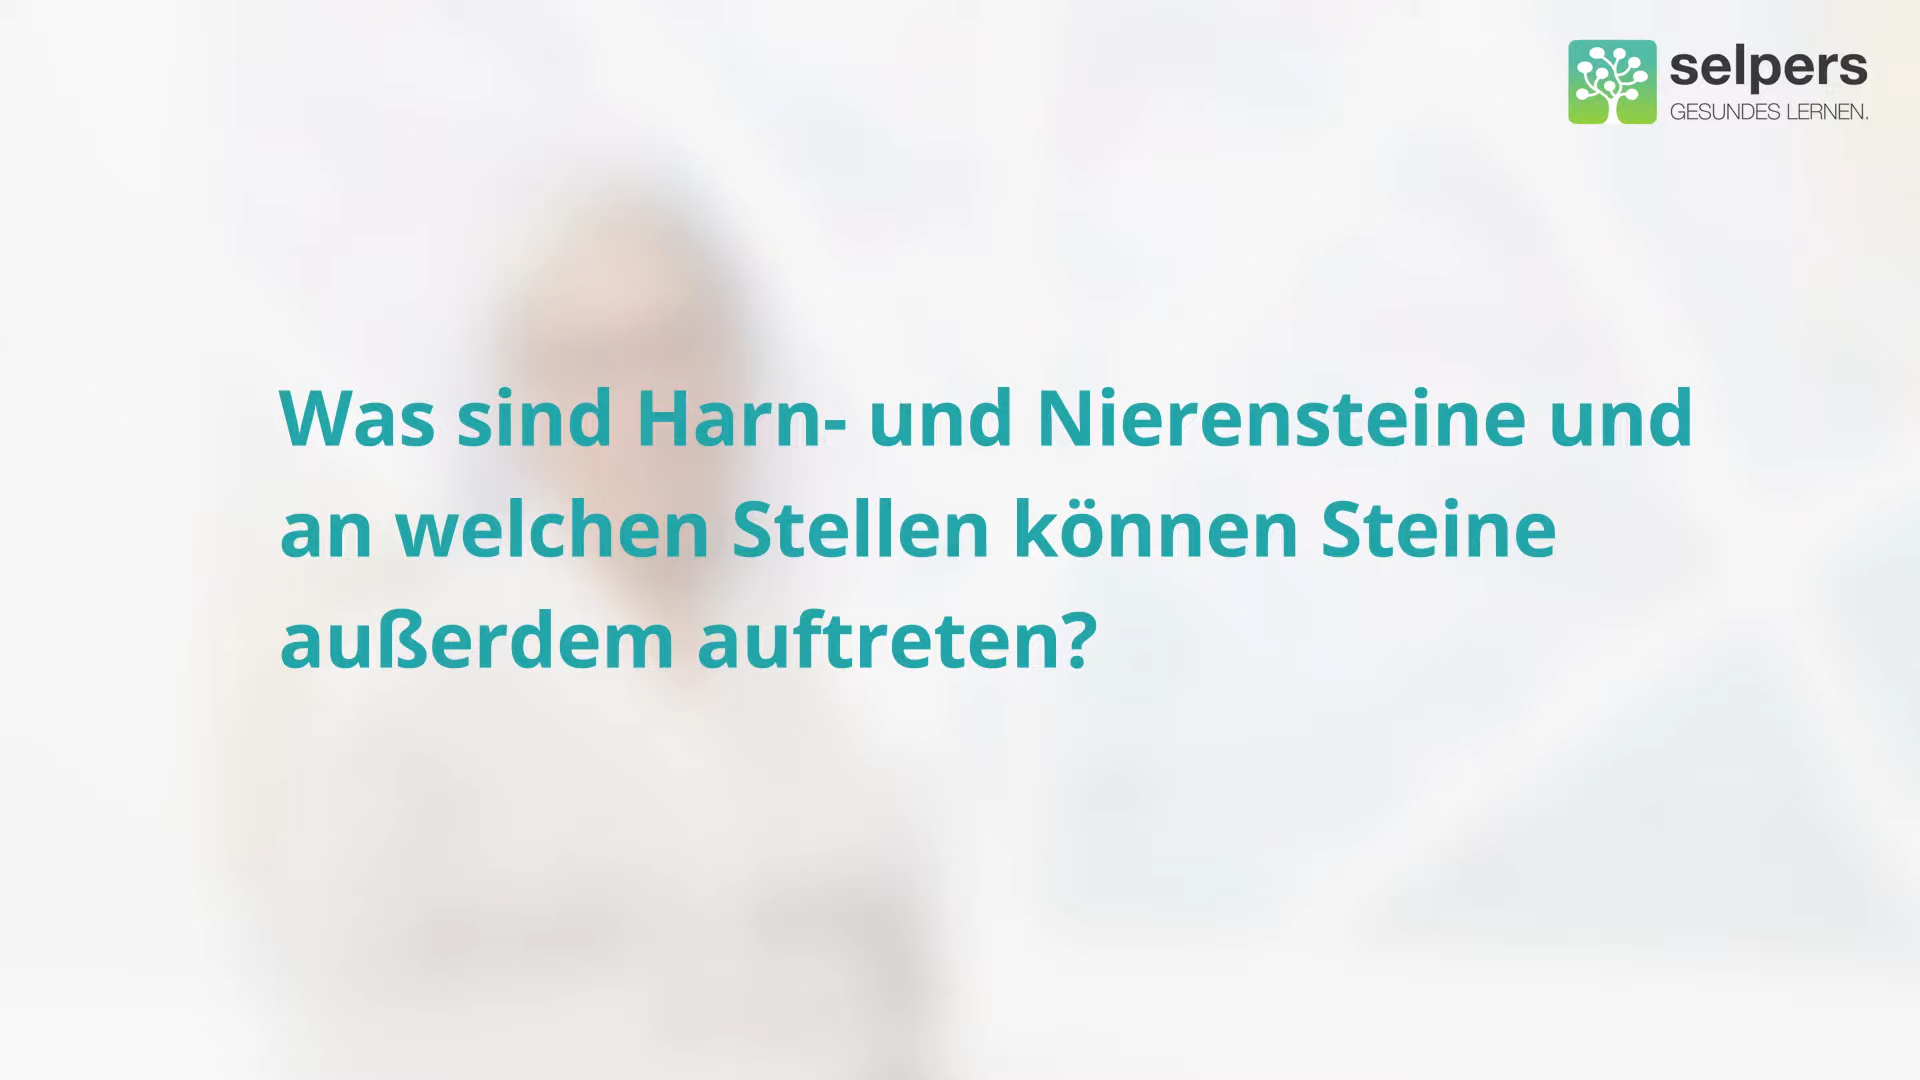 selpers
GESUNDES LERNEN.
Was sind Harn- und Nierensteine und
an welchen Stellen können Steine
außerdem auftreten?